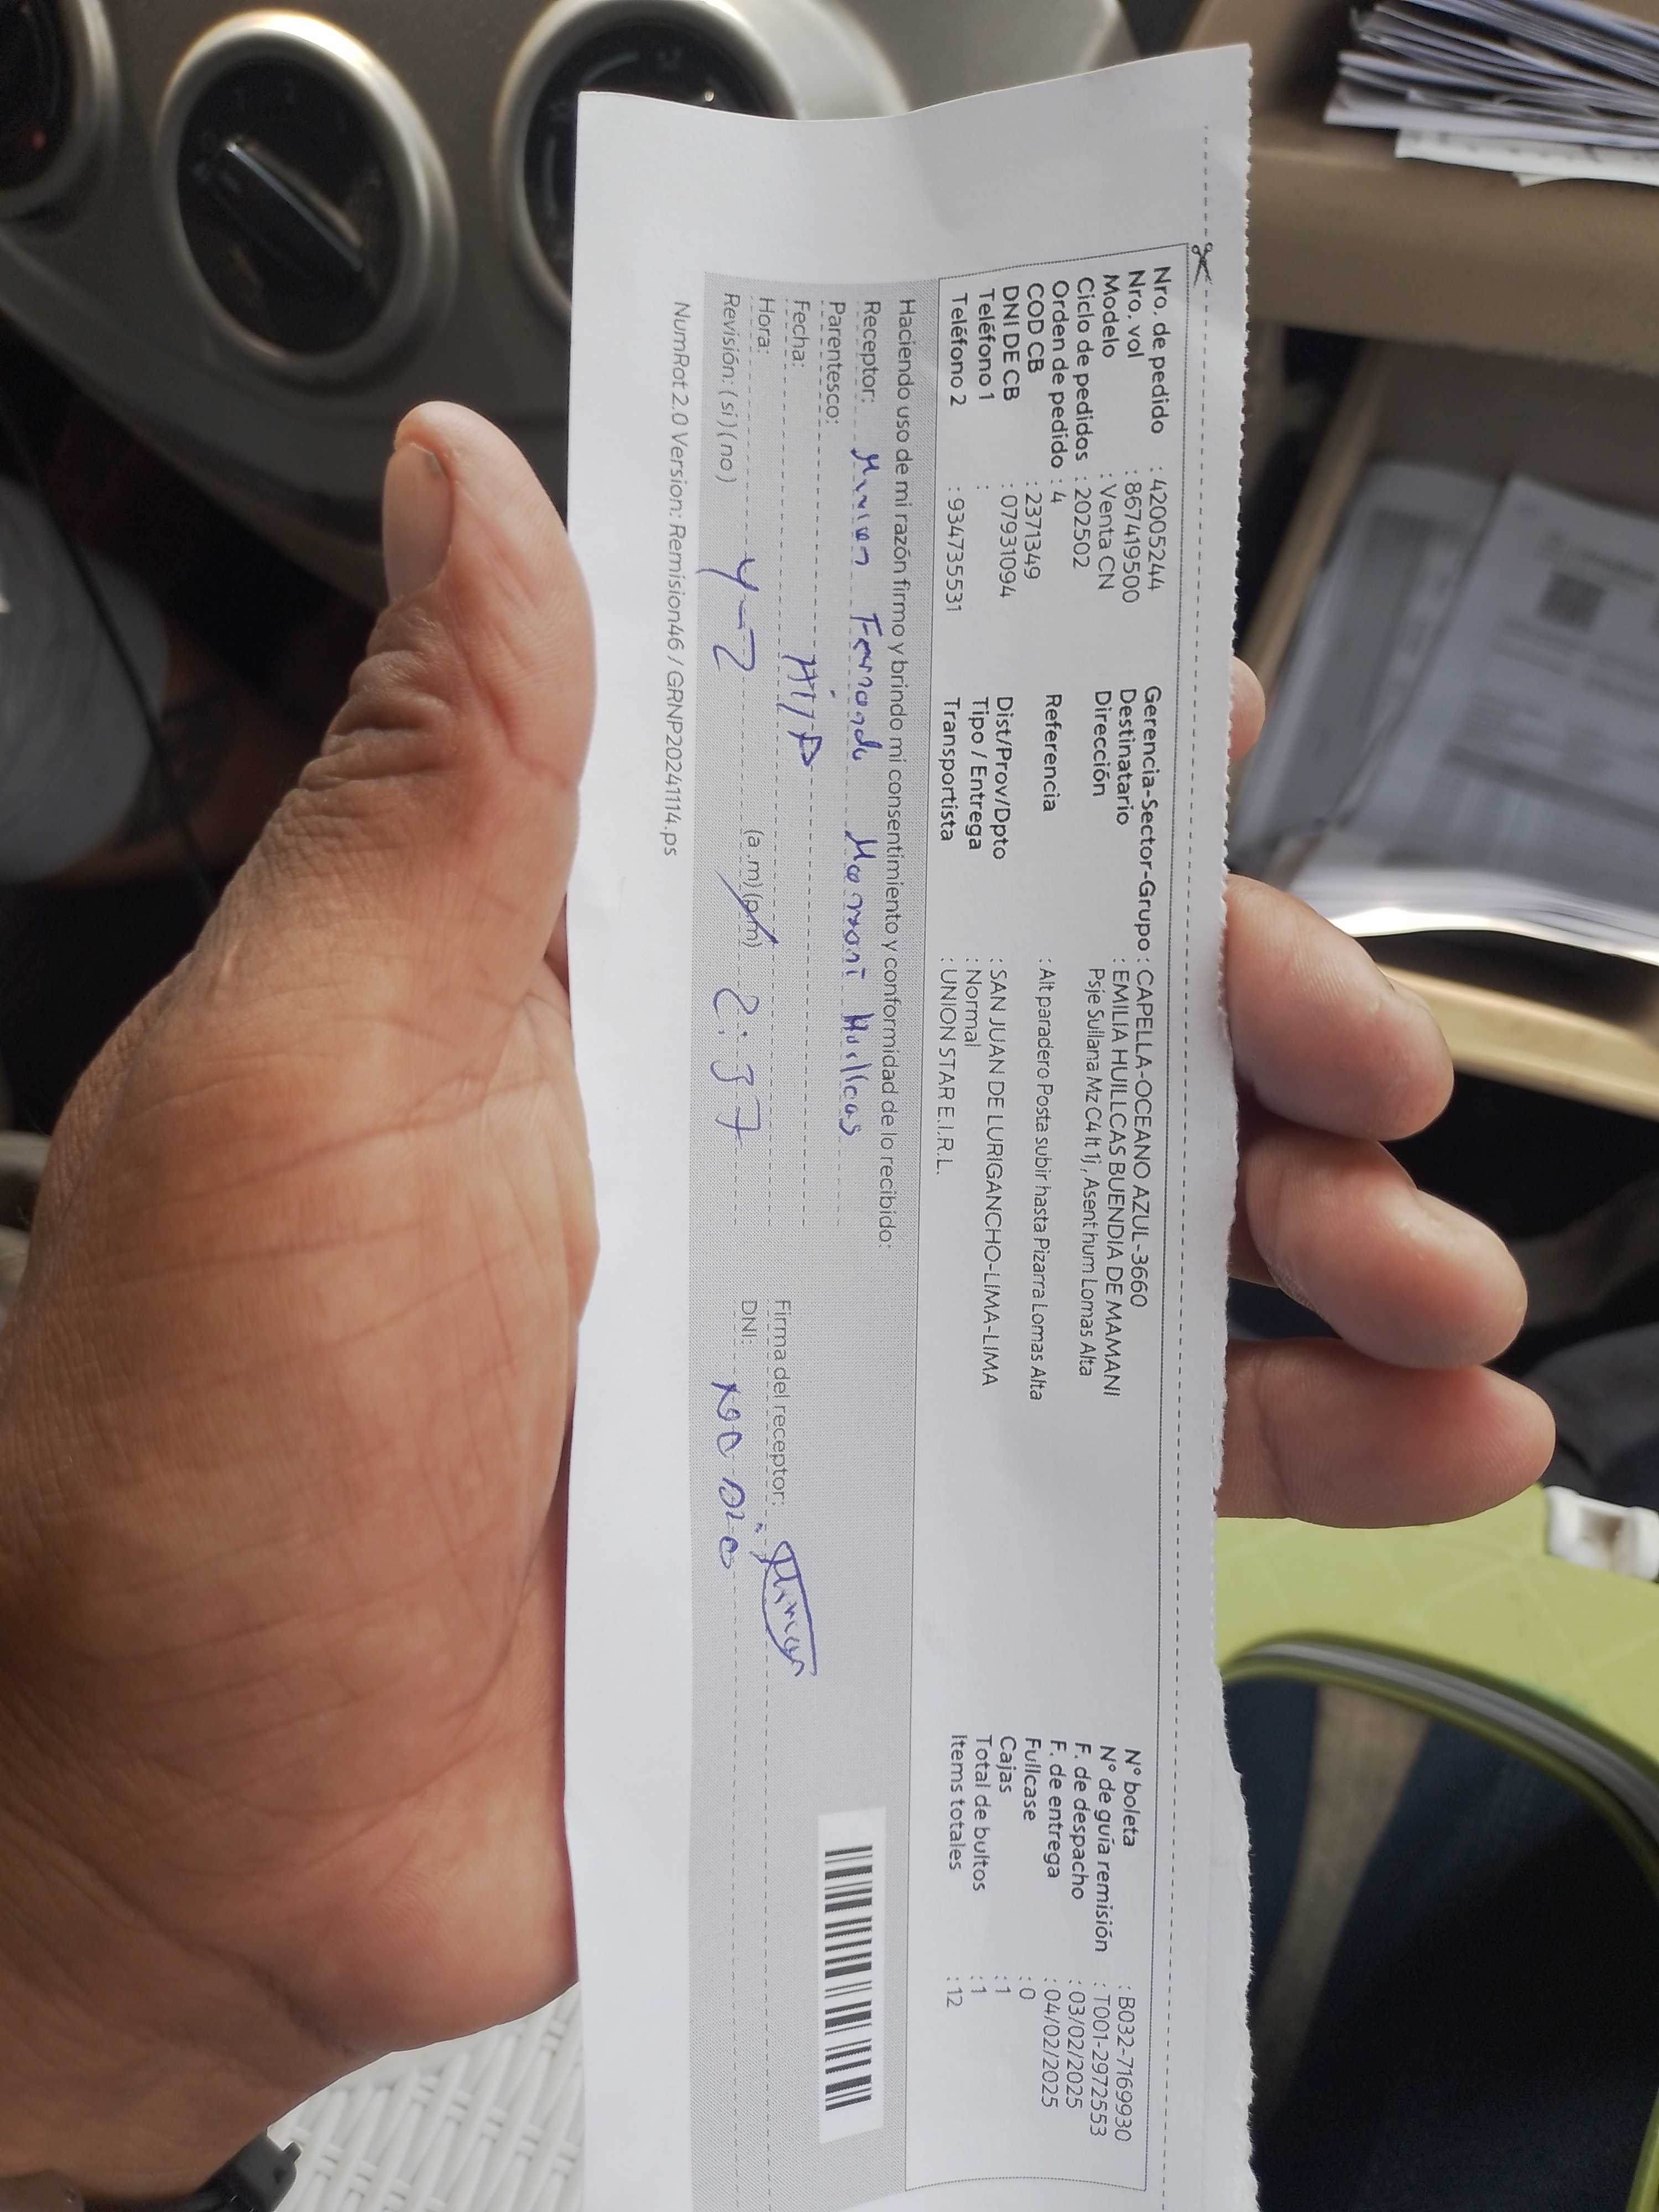 Nro. de pedido : 42005244
Nro. vol : 867419500
Modelo : Venta CN
Ciclo de pedidos : 202502
Orden de pedido : 4
COD CB : 2371349
DNI DE CB : 07931094
Teléfono 1 :
Teléfono 2 : 934735531
Gerencia-Sector-Grupo : CAPELLA-OCEANO AZUL-3660
Destinatario : EMILIA HUILLCAS BUENDIA DE MAMANI
Dirección Psje Sullana Mz C4 lt 1j , Asent hum Lomas Alta
Referencia : Alt paradero Posta subir hasta Pizarra Lomas Alta
Dist/Prov/Dpto : SAN JUAN DE LURIGANCHO-LIMA-LIMA
Tipo / Entrega : Normal
Transportista : UNION STAR E.I.R.L.
N° boleta : B032-7169930
N° de guía remisión : T001-2972553
F. de despacho : 03/02/2025
F. de entrega : 04/02/2025
Fullcase : 0
Cajas : 1
Total de bultos : 1
Items totales : 12
Haciendo uso de mi razón firmo y brindo mi consentimiento y conformidad de lo recibido:
Receptor: Fernando Mamani Huillcas
Parentesco:
Fecha: 4-2
Hora: (a.m)(pm) 2:37
Revisión: (si) (no)
Firma del receptor:
DNI:
NumRot 2.0 Version: Remision46 / GRNP20241114.ps